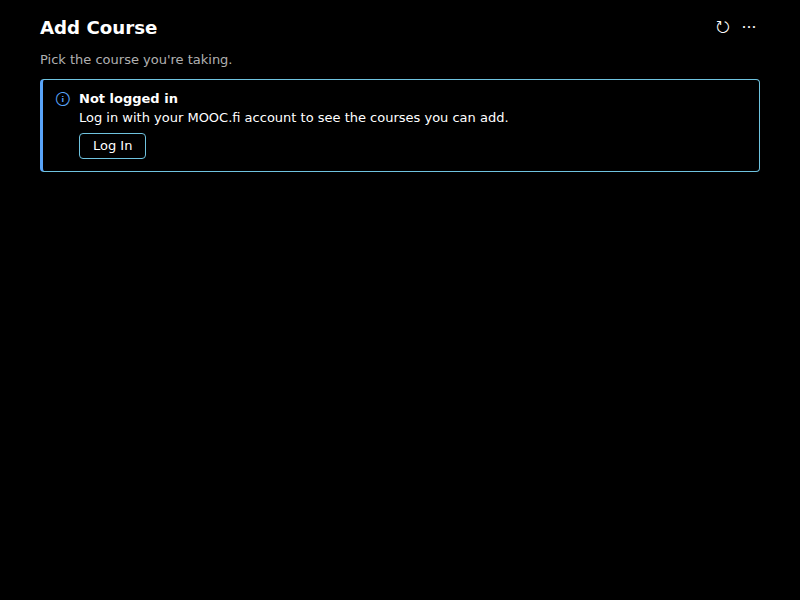 Add Course
Pick the course you're taking.
Not logged in
Log in with your MOOC.fi account to see the courses you can add.
Log In